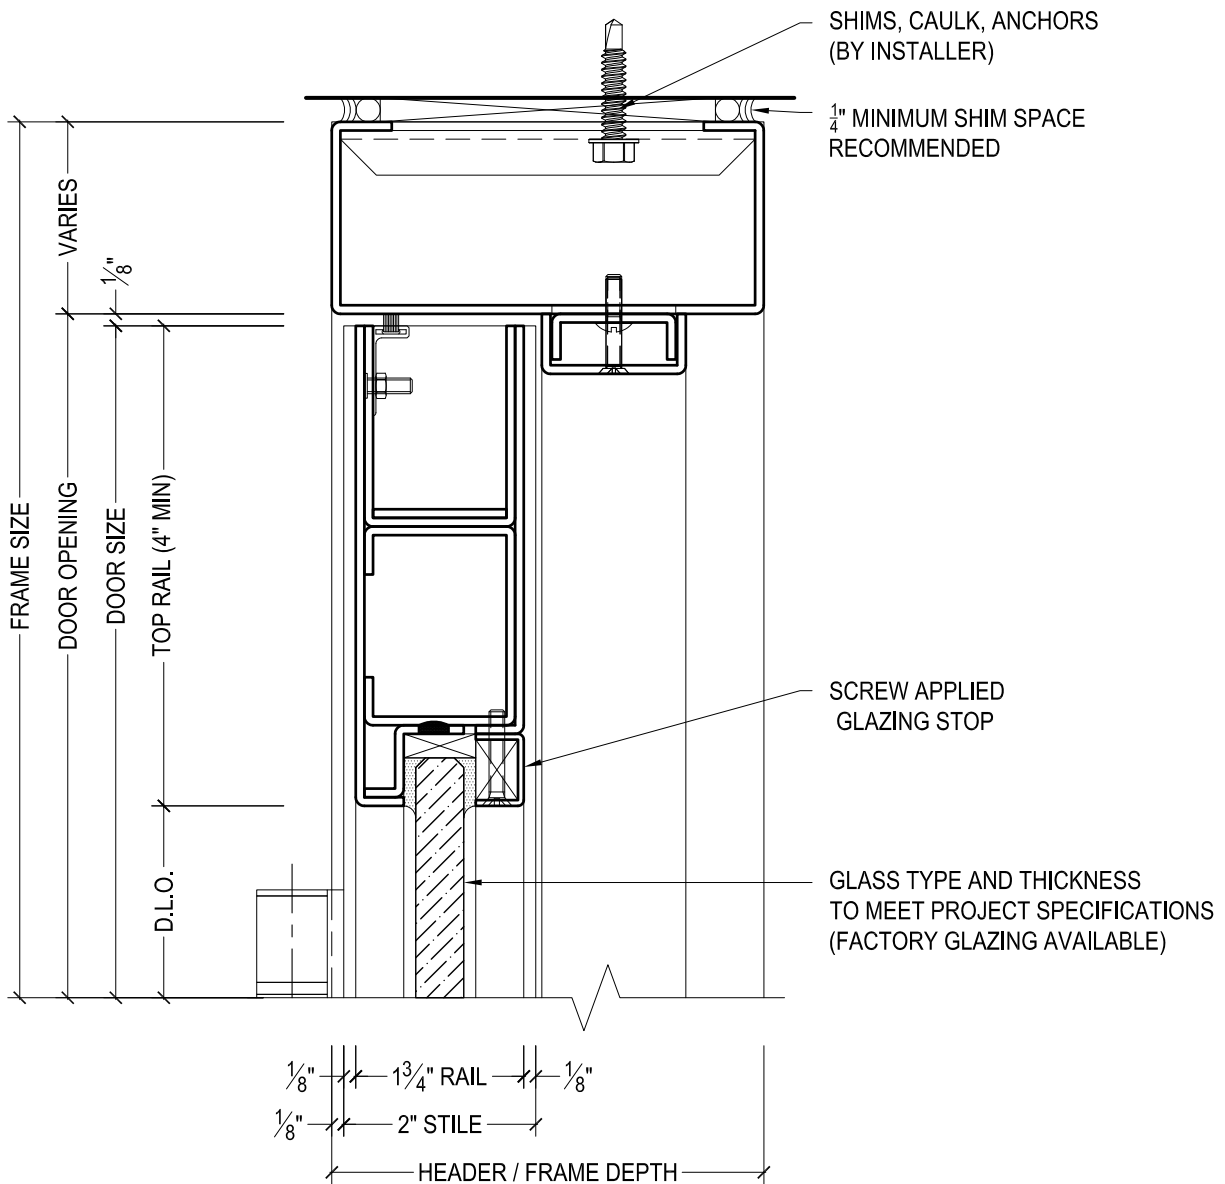 SHIMS, CAULK, ANCHORS
(BY INSTALLER)
1/4" MINIMUM SHIM SPACE
RECOMMENDED
VARIES
1/8"
FRAME SIZE
DOOR OPENING
DOOR SIZE
TOP RAIL (4" MIN)
SCREW APPLIED
GLAZING STOP
D.L.O.
GLASS TYPE AND THICKNESS
TO MEET PROJECT SPECIFICATIONS
(FACTORY GLAZING AVAILABLE)
1/8" 1 3/4" RAIL 1/8"
1/8" 2" STILE
HEADER / FRAME DEPTH